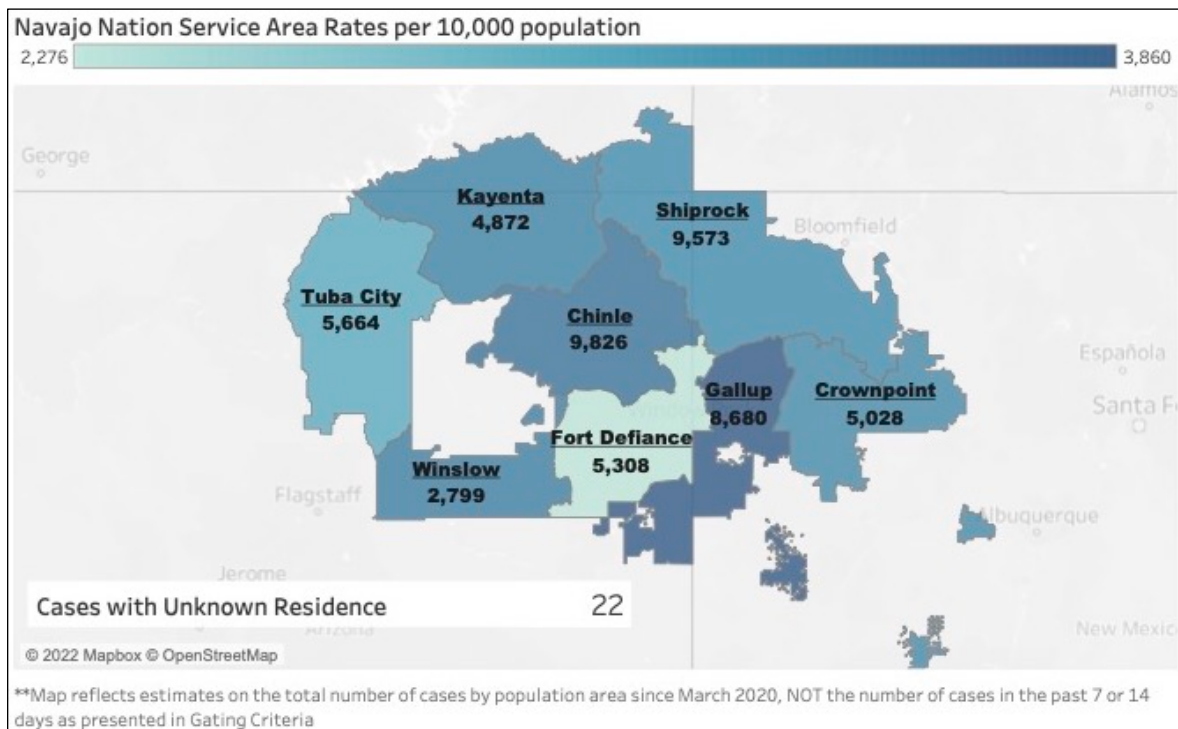 Navajo Nation Service Area Rates per 10,000 population
2,276
3,860
Alamos
George
Kayenta
4,872
Shiprock
9,573
Bloomfield
Tuba City
5,664
Chinle
9,826
Española
Gallup
8,680
Crownpoint
5,028
Santa Fe
Window
Fort Defiance
5,308
Winslow
2,799
Flagstaff
Albuquerque
Jerome
Cases with Unknown Residence 22
Arizona
New Mexico
© 2022 Mapbox © OpenStreetMap
**Map reflects estimates on the total number of cases by population area since March 2020, NOT the number of cases in the past 7 or 14
days as presented in Gating Criteria